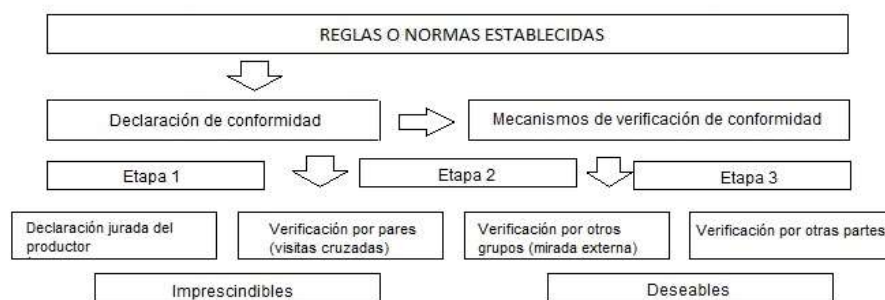 REGLAS O NORMAS ESTABLECIDAS
Declaración de conformidad
Mecanismos de verificación de conformidad
Etapa 1
Etapa 2
Etapa 3
Declaración jurada del
productor
Verificación por pares
(visitas cruzadas)
Verificación por otros
grupos (mirada externa)
Verificación por otras partes
Imprescindibles
Deseables